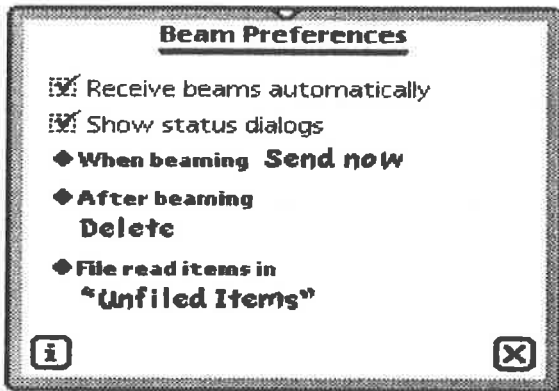 Beam Preferences
Receive beams automatically
Show status dialogs
When beaming Send now
After beaming
Delete
File read items in
“Unfiled Items”
i